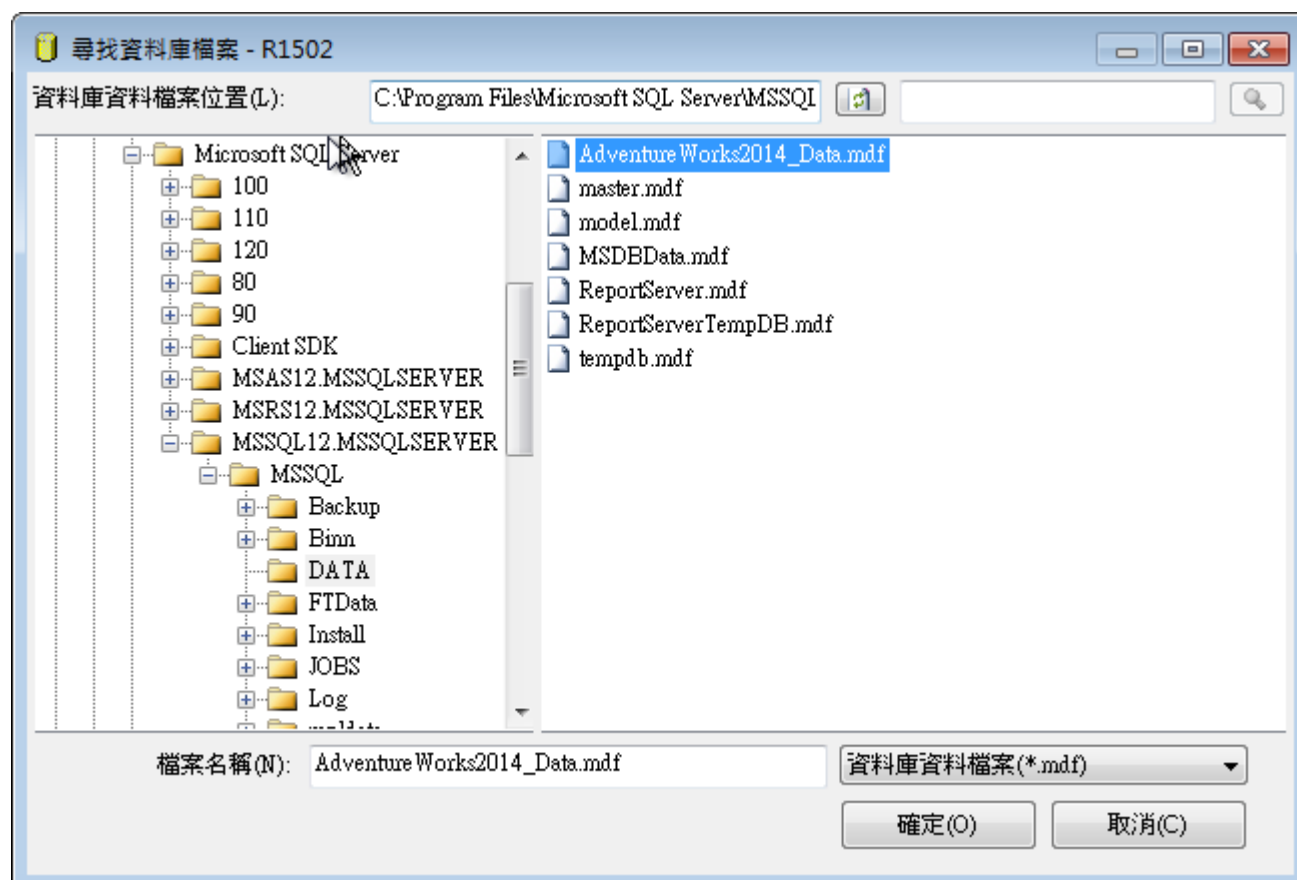 尋找資料庫檔案 - R1502
資料庫資料檔案位置(L): C:\Program Files\Microsoft SQL Server\MSSQL
Microsoft SQL Server
100
110
120
80
90
Client SDK
MSAS12.MSSQLSERVER
MSRS12.MSSQLSERVER
MSSQL12.MSSQLSERVER
MSSQL
Backup
Binn
DATA
FTData
Install
JOBS
Log
AdventureWorks2014_Data.mdf
master.mdf
model.mdf
MSDBData.mdf
ReportServer.mdf
ReportServerTempDB.mdf
tempdb.mdf
檔案名稱(N): AdventureWorks2014_Data.mdf 資料庫資料檔案(*.mdf)
確定(O) 取消(C)